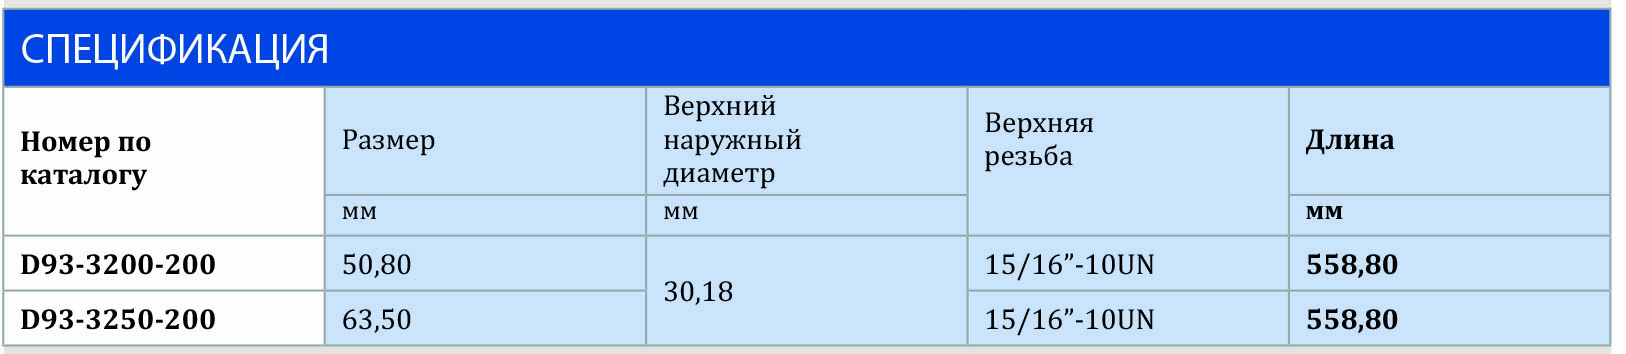 СПЕЦИФИКАЦИЯ
Номер по
каталогу
Размер
Верхний
наружный
диаметр
Верхняя
резьба
Длина
мм
мм
мм
D93-3200-200
50,80
30,18
15/16”-10UN
558,80
D93-3250-200
63,50
15/16”-10UN
558,80